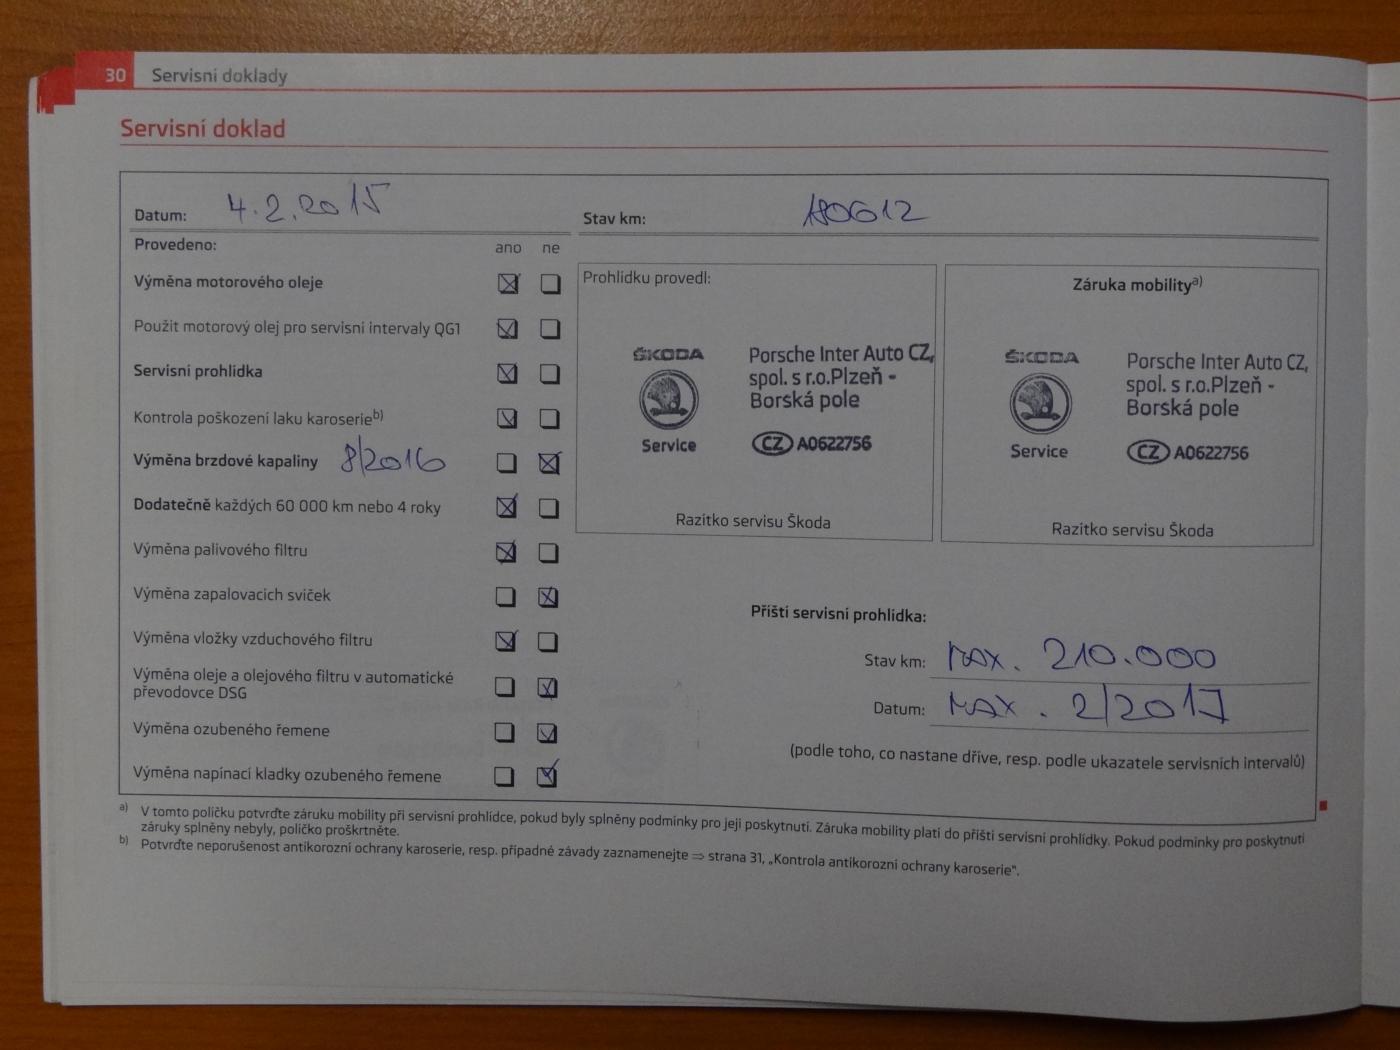 30 Servisní doklady
Servisní doklad
Datum: 4.2.2015 Stav km: 180612
Provedeno: ano ne
Výměna motorového oleje
Použit motorový olej pro servisní intervaly QG1
Servisní prohlídka
Kontrola poškození laku karoserie b)
Výměna brzdové kapaliny 8/2016
Dodatečně každých 60 000 km nebo 4 roky
Výměna palivového filtru
Výměna zapalovacích svíček
Výměna vložky vzduchového filtru
Výměna oleje a olejového filtru v automatické
převodovce DSG
Výměna ozubeného řemene
Výměna napínací kladky ozubeného řemene
Prohlídku provedl:
ŠKODA
Service
Porsche Inter Auto CZ,
spol. s r.o.Plzeň -
Borská pole
CZ A0622756
Razítko servisu Škoda
Záruka mobility a)
ŠKODA
Service
Porsche Inter Auto CZ,
spol. s r.o.Plzeň -
Borská pole
CZ A0622756
Razítko servisu Škoda
Příští servisní prohlídka:
Stav km: MAX. 210.000
Datum: MAX. 2/2017
(podle toho, co nastane dříve, resp. podle ukazatele servisních intervalů)
a) V tomto políčku potvrďte záruku mobility při servisní prohlídce, pokud byly splněny podmínky pro její poskytnutí. Záruka mobility platí do příští servisní prohlídky. Pokud podmínky pro poskytnutí
záruky splněny nebyly, políčko proškrtněte.
b) Potvrďte neporušenost antikorozní ochrany karoserie, resp. případné závady zaznamenejte ⇒ strana 31, „Kontrola antikorozní ochrany karoserie“.